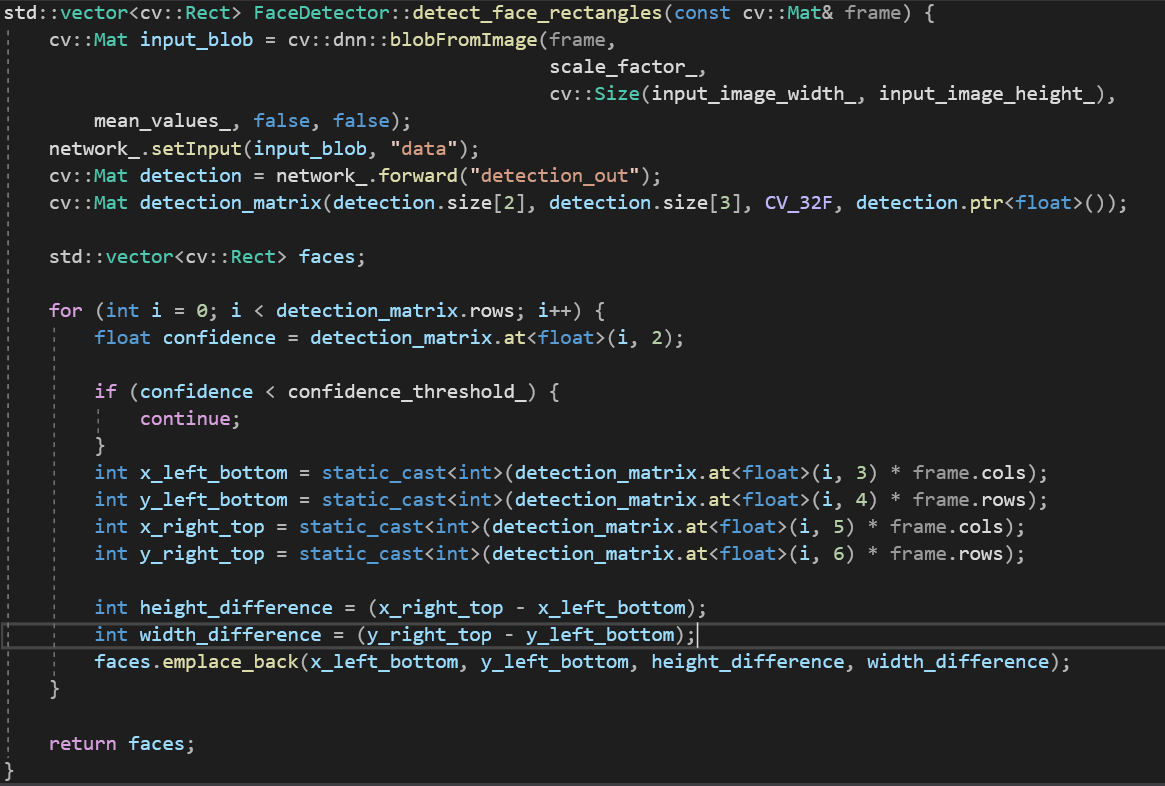 std::vector<cv::Rect> FaceDetector::detect_face_rectangles(const cv::Mat& frame) {
    cv::Mat input_blob = cv::dnn::blobFromImage(frame,
                                                scale_factor_,
                                                cv::Size(input_image_width_, input_image_height_),
        mean_values_, false, false);
    network_.setInput(input_blob, "data");
    cv::Mat detection = network_.forward("detection_out");
    cv::Mat detection_matrix(detection.size[2], detection.size[3], CV_32F, detection.ptr<float>());

    std::vector<cv::Rect> faces;

    for (int i = 0; i < detection_matrix.rows; i++) {
        float confidence = detection_matrix.at<float>(i, 2);

        if (confidence < confidence_threshold_) {
            continue;
        }
        int x_left_bottom = static_cast<int>(detection_matrix.at<float>(i, 3) * frame.cols);
        int y_left_bottom = static_cast<int>(detection_matrix.at<float>(i, 4) * frame.rows);
        int x_right_top = static_cast<int>(detection_matrix.at<float>(i, 5) * frame.cols);
        int y_right_top = static_cast<int>(detection_matrix.at<float>(i, 6) * frame.rows);

        int height_difference = (x_right_top - x_left_bottom);
        int width_difference = (y_right_top - y_left_bottom);
        faces.emplace_back(x_left_bottom, y_left_bottom, height_difference, width_difference);
    }

    return faces;
}